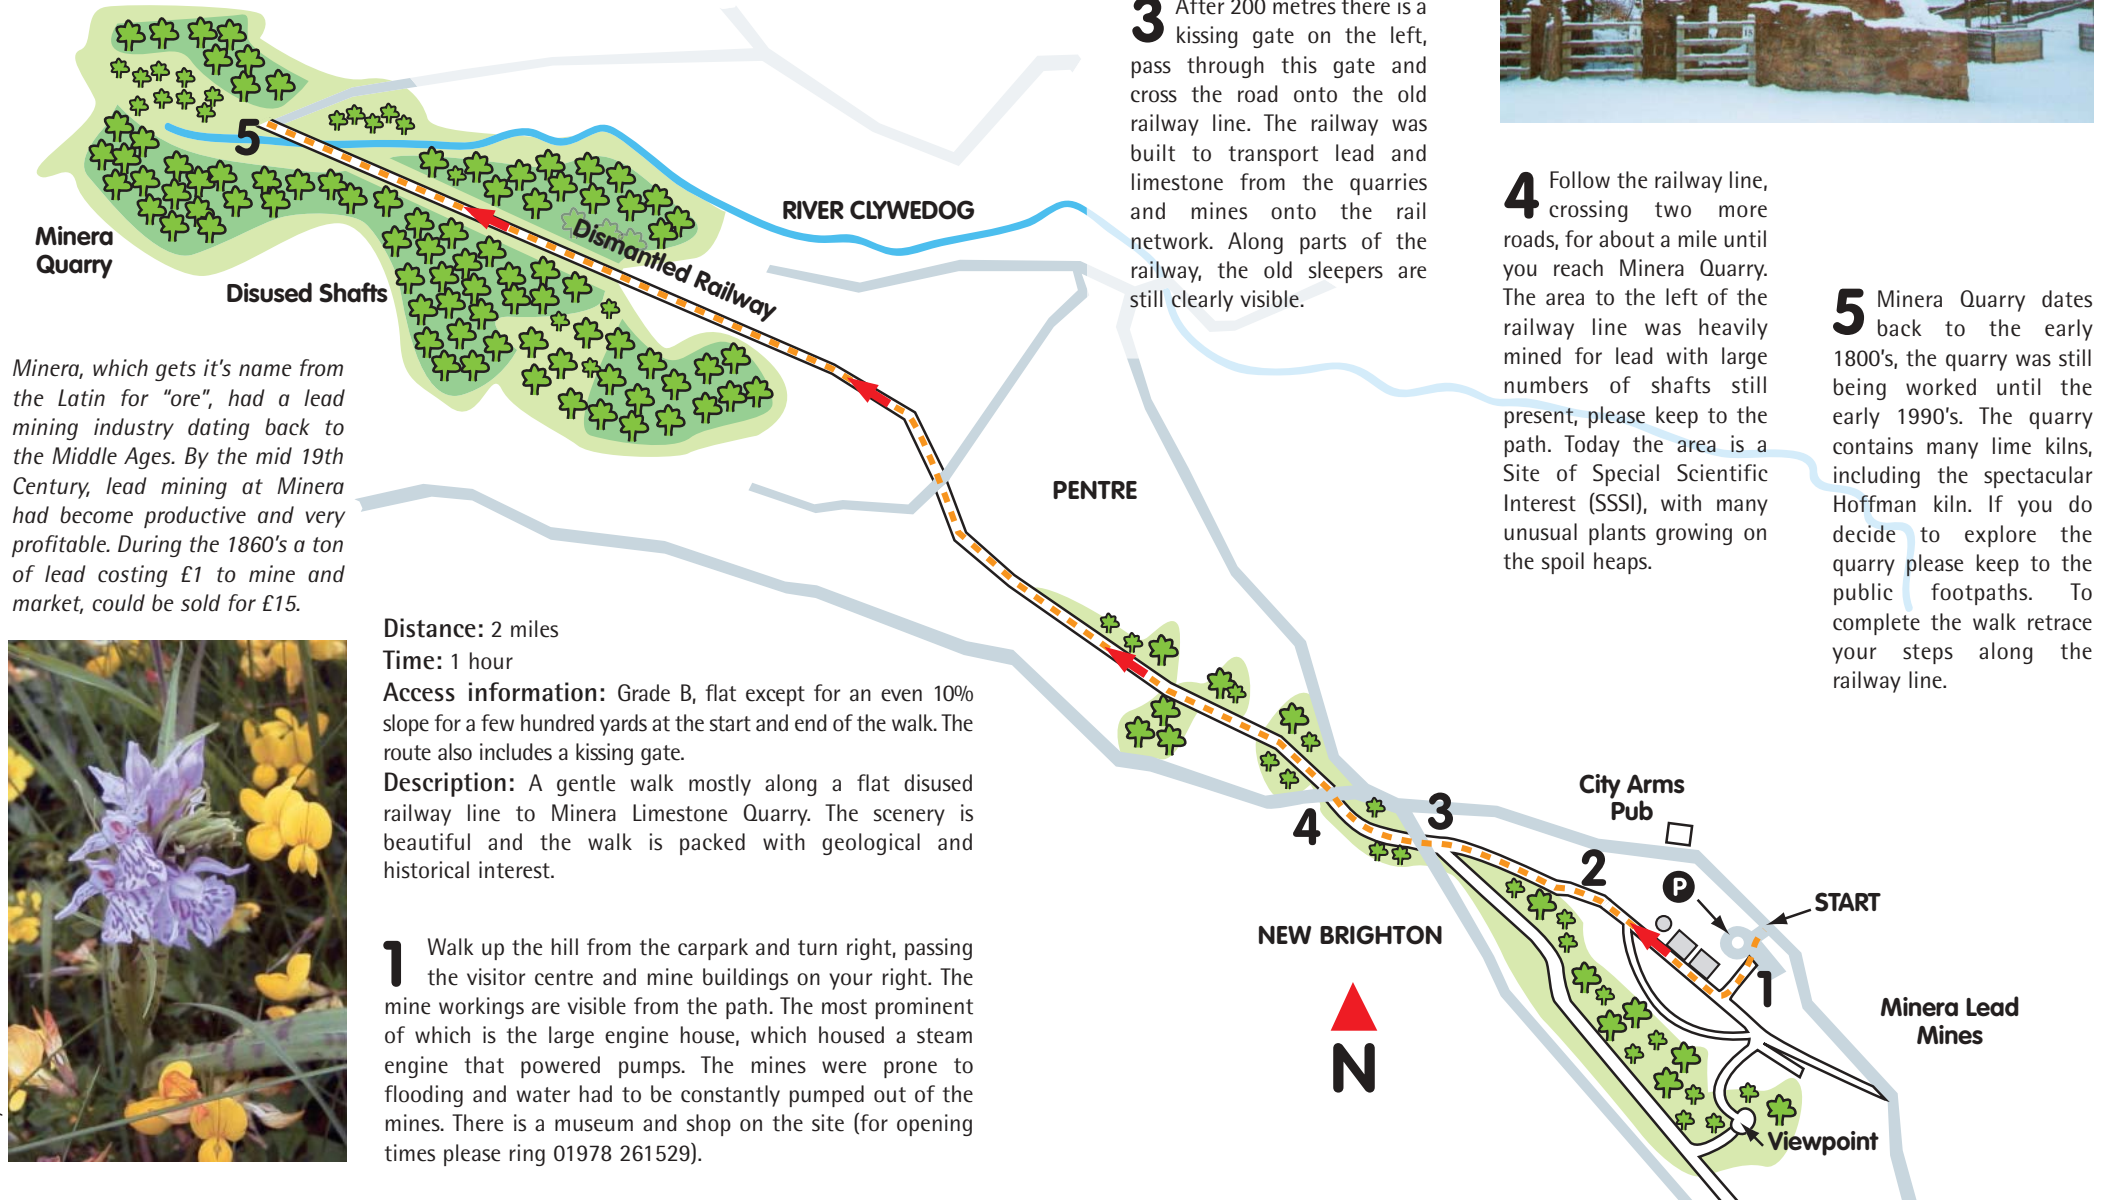 Minera
Quarry
Disused Shafts
Dismantled Railway
RIVER CLYWEDOG
PENTRE
NEW BRIGHTON
N
City Arms
Pub
P
START
Minera Lead
Mines
Viewpoint
1
2
3
4
5
Minera, which gets it's name from
the Latin for “ore”, had a lead
mining industry dating back to
the Middle Ages. By the mid 19th
Century, lead mining at Minera
had become productive and very
profitable. During the 1860's a ton
of lead costing £1 to mine and
market, could be sold for £15.
Distance: 2 miles
Time: 1 hour
Access information: Grade B, flat except for an even 10%
slope for a few hundred yards at the start and end of the walk. The
route also includes a kissing gate.
Description: A gentle walk mostly along a flat disused
railway line to Minera Limestone Quarry. The scenery is
beautiful and the walk is packed with geological and
historical interest.
1 Walk up the hill from the carpark and turn right, passing
the visitor centre and mine buildings on your right. The
mine workings are visible from the path. The most prominent
of which is the large engine house, which housed a steam
engine that powered pumps. The mines were prone to
flooding and water had to be constantly pumped out of the
mines. There is a museum and shop on the site (for opening
times please ring 01978 261529).
3 After 200 metres there is a
kissing gate on the left,
pass through this gate and
cross the road onto the old
railway line. The railway was
built to transport lead and
limestone from the quarries
and mines onto the rail
network. Along parts of the
railway, the old sleepers are
still clearly visible.
4 Follow the railway line,
crossing two more
roads, for about a mile until
you reach Minera Quarry.
The area to the left of the
railway line was heavily
mined for lead with large
numbers of shafts still
present, please keep to the
path. Today the area is a
Site of Special Scientific
Interest (SSSI), with many
unusual plants growing on
the spoil heaps.
5 Minera Quarry dates
back to the early
1800's, the quarry was still
being worked until the
early 1990's. The quarry
contains many lime kilns,
including the spectacular
Hoffman kiln. If you do
decide to explore the
quarry please keep to the
public footpaths. To
complete the walk retrace
your steps along the
railway line.